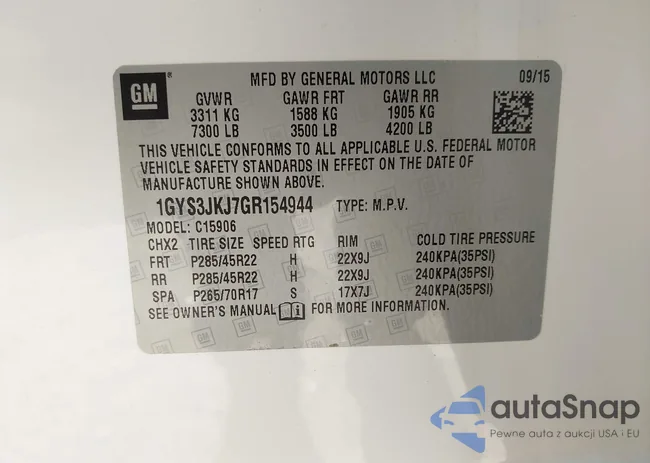 GM
MFD BY GENERAL MOTORS LLC 09/15
GVWR GAWR FRT GAWR RR
3311 KG 1588 KG 1905 KG
7300 LB 3500 LB 4200 LB
THIS VEHICLE CONFORMS TO ALL APPLICABLE U.S. FEDERAL MOTOR
VEHICLE SAFETY STANDARDS IN EFFECT ON THE DATE OF
MANUFACTURE SHOWN ABOVE.
1GYS3JKJ7GR154944 TYPE: M.P.V.
MODEL: C15906
CHX2 TIRE SIZE SPEED RTG RIM COLD TIRE PRESSURE
FRT P285/45R22 H 22X9J 240KPA(35PSI)
RR P285/45R22 H 22X9J 240KPA(35PSI)
SPA P265/70R17 S 17X7J 240KPA(35PSI)
SEE OWNER'S MANUAL FOR MORE INFORMATION.
autaSnap
Pewne auta z aukcji USA i EU